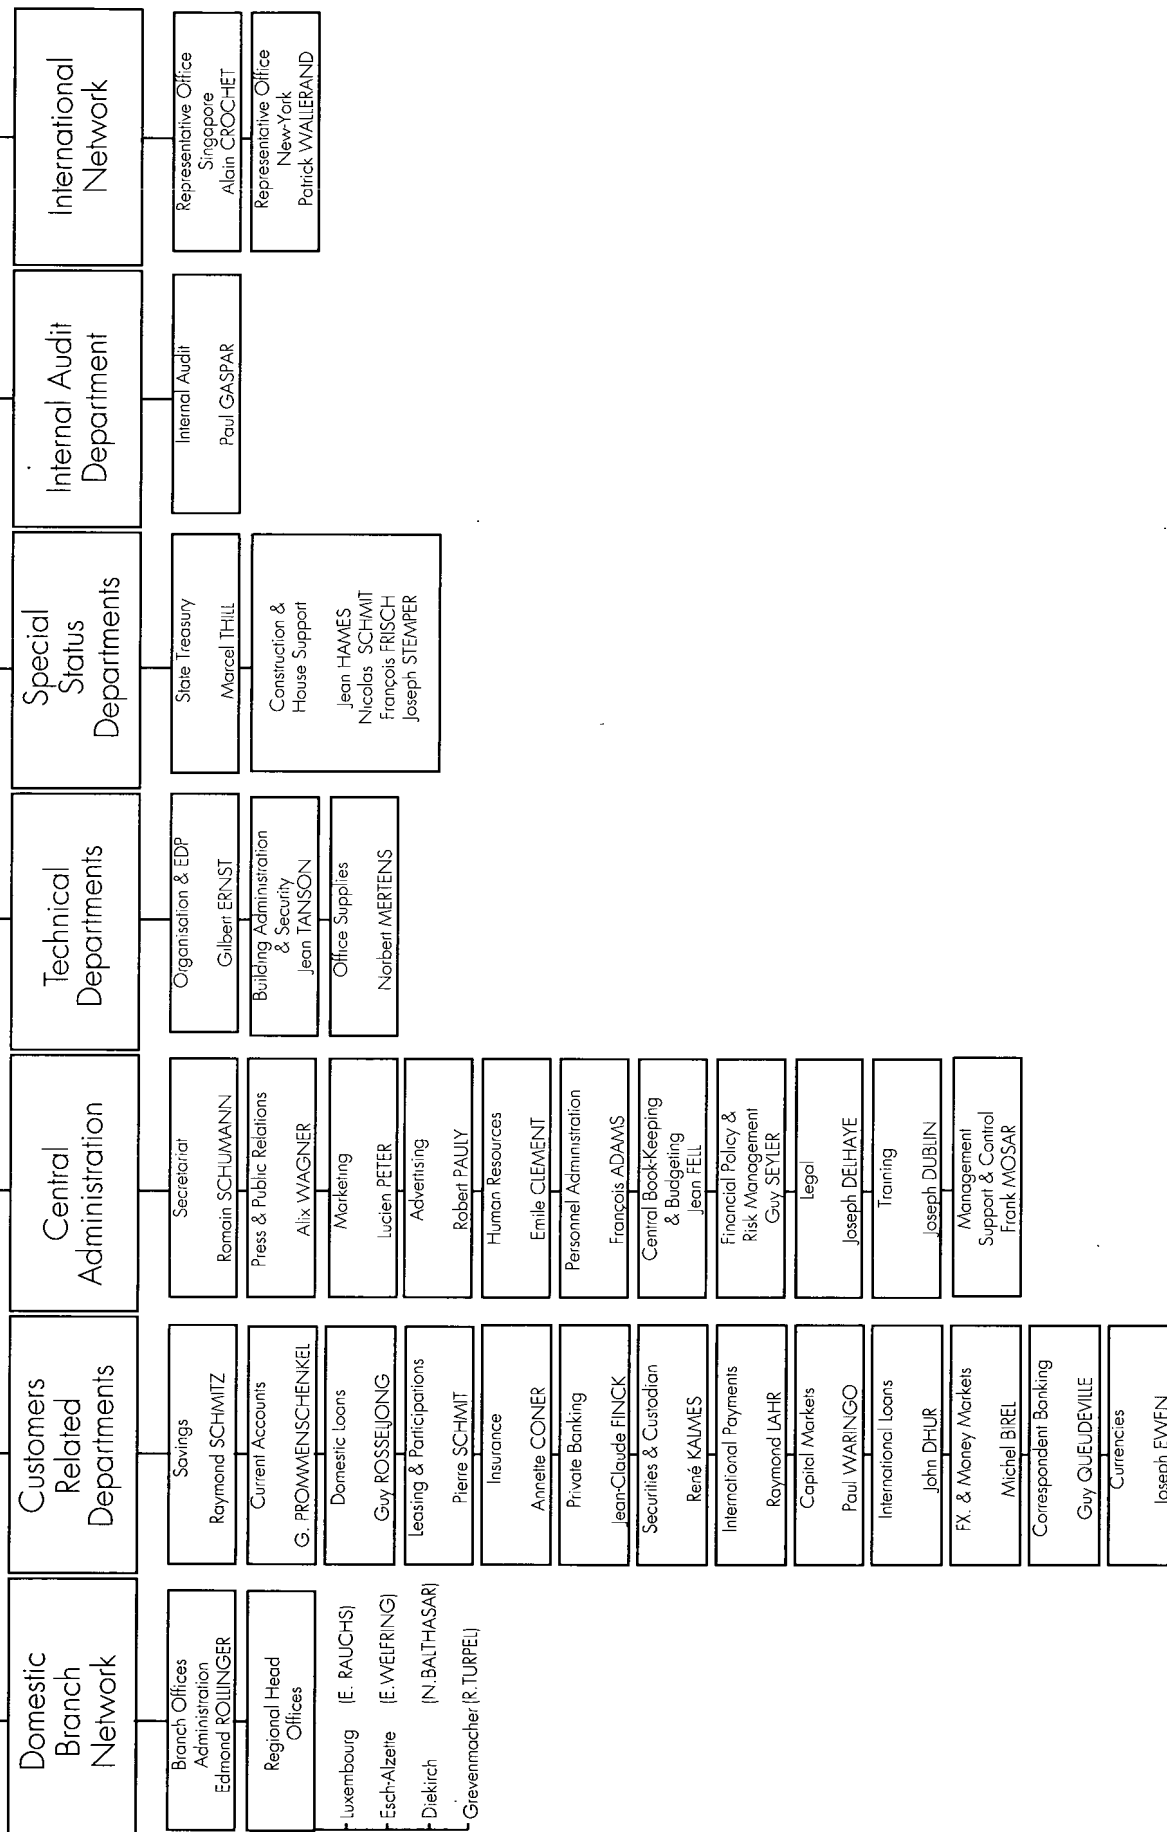 Domestic
Branch
Network
Branch Offices
Administration
Edmond ROLLINGER
Regional Head
Offices
Luxembourg (E. RAUCHS)
Esch-Alzette (E. WELFRING)
Diekirch (N.BALTHASAR)
Grevenmacher (R.TURPEL)
Customers
Related
Departments
Savings
Raymond SCHMITZ
Current Accounts
G. PROMMENSCHENKEL
Domestic Loans
Guy ROSSELJONG
Leasing & Participations
Pierre SCHMIT
Insurance
Annette CONER
Private Banking
Jean-Claude FINCK
Securities & Custodian
René KALMES
International Payments
Raymond LAHR
Capital Markets
Paul WARINGO
International Loans
John DHUR
FX. & Money Markets
Michel BIREL
Correspondent Banking
Guy QUEUDEVILLE
Currencies
Joseph EWEN
Central
Administration
Secretariat
Romain SCHUMANN
Press & Public Relations
Alix WAGNER
Marketing
Lucien PETER
Advertising
Robert PAULY
Human Resources
Emile CLEMENT
Personnel Administration
François ADAMS
Central Book-Keeping
& Budgeting
Jean FELL
Financial Policy &
Risk Management
Guy SEYLER
Legal
Joseph DELHAYE
Training
Joseph DUBLIN
Management
Support & Control
Frank MOSAR
Technical
Departments
Organisation & EDP
Gilbert ERNST
Building Administration
& Security
Jean TANSON
Office Supplies
Norbert MERTENS
Special
Status
Departments
State Treasury
Marcel THILL
Construction &
House Support
Jean HAMES
Nicolas SCHMIT
François FRISCH
Joseph STEMPER
Internal Audit
Department
Internal Audit
Paul GASPAR
International
Network
Representative Office
Singapore
Alain CROCHET
Representative Office
New-York
Patrick WALLERAND